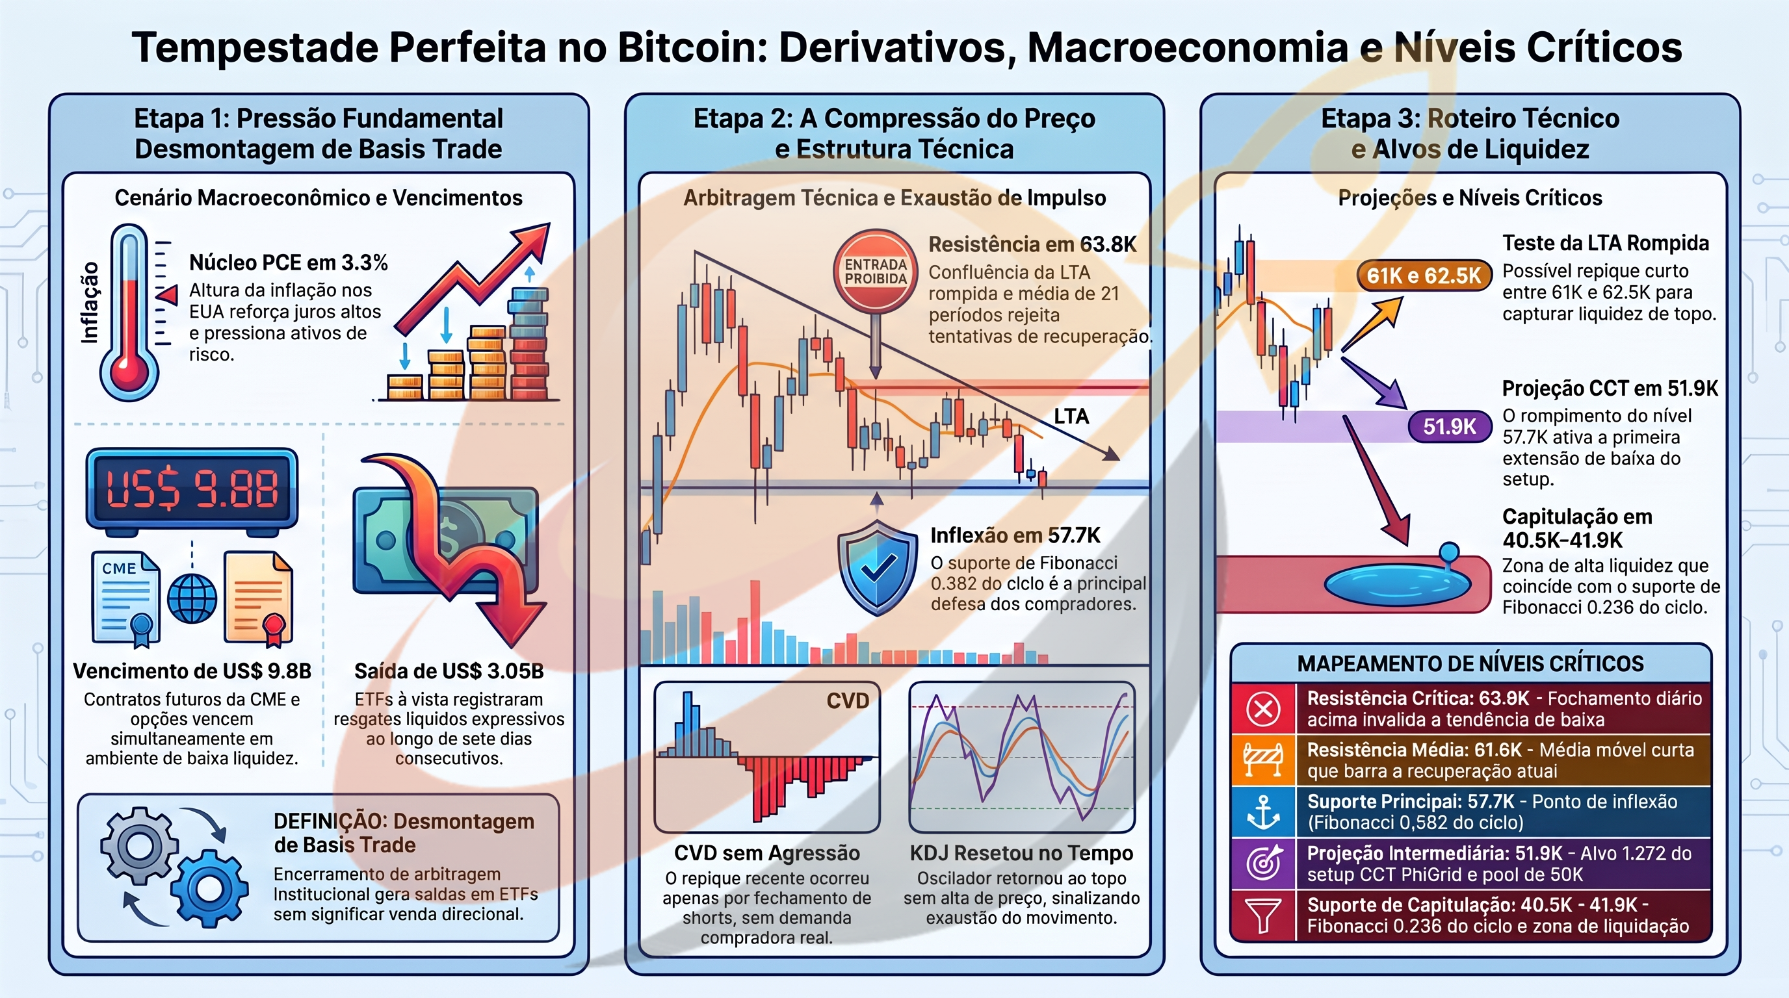 Tempestade Perfeita no Bitcoin: Derivativos, Macroeconomia e Níveis Críticos
Etapa 1: Pressão Fundamental
Desmontagem de Basis Trade
Cenário Macroeconômico e Vencimentos
Inflação
Núcleo PCE em 3.3%
Altura da inflação nos
EUA reforça juros altos
e pressiona ativos de
risco.
US$ 9.8B
CME
Vencimento de US$ 9.8B
Contratos futuros da CME e
opções vencem
simultaneamente em
ambiente de baixa liquidez.
Saída de US$ 3.05B
ETFs à vista registraram
resgates liquidos expressivos
ao longo de sete dias
consecutivos.
DEFINIÇÃO: Desmontagem
de Basis Trade
Encerramento de arbitragem
Institucional gera saldas em ETFs
sem significar venda direcional.
Etapa 2: A Compressão do Preço
e Estrutura Técnica
Arbitragem Técnica e Exaustão de Impulso
ENTRADA
PROIBIDA
Resistência em 63.8K
Confluência da LTA
rompida e média de 21
períodos rejeita
tentativas de recuperação.
LTA
Inflexão em 57.7K
O suporte de Fibonacci
0.382 do ciclo é a principal
defesa dos compradores.
CVD
CVD sem Agressão
O repique recente ocorreu
apenas por fechamento de
shorts, sem demanda
compradora real.
KDJ Resetou no Tempo
Oscilador retornou ao topo
sem alta de preço, sinalizando
exaustão do movimento.
Etapa 3: Roteiro Técnico
e Alvos de Liquidez
Projeções e Níveis Críticos
61K e 62.5K
Teste da LTA Rompida
Possível repique curto
entre 61K e 62.5K para
capturar liquidez de topo.
51.9K
Projeção CCT em 51.9K
O rompimento do nível
57.7K ativa a primeira
extensão de baíxa do
setup.
Capitulação em
40.5K–41.9K
Zona de alta liquidez que
coincide com o suporte de
Fibonacci 0.236 do ciclo.
MAPEAMENTO DE NÍVEIS CRÍTICOS
Resistência Crítica: 63.9K - Fochamento diário
acima invalida a tendência de baixa
Resistência Média: 61.6K - Média móvel curta
que barra a recuperação atuai
Suporte Principai: 57.7K - Ponto de inflexão
(Fíbonacci 0,582 do ciclo)
Projeção Intermediária: 51.9K - Alvo 1.272 do
setup CCT PhiGrid e pool de 50K
Suporte de Capitulação: 40.5K - 41.9K -
Fibonacci 0.236 do ciclo e zona de liquidação